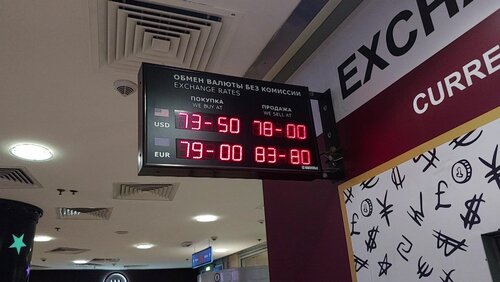 ОБМЕН ВАЛЮТЫ БЕЗ КОМИССИИ
EXCHANGE RATES
ПОКУПКА ПРОДАЖА
WE BUY AT WE SELL AT
USD 73-50 78-00
EUR 79-00 83-80
EXCHA
CURRE